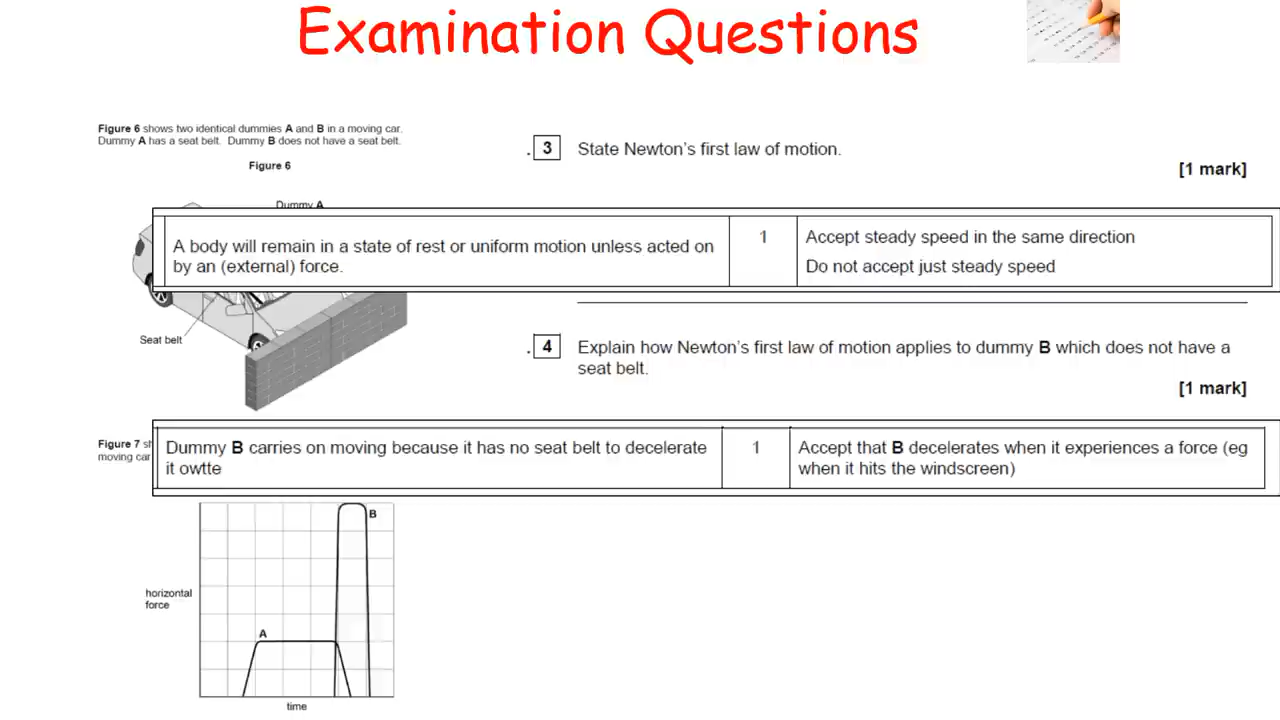 Examination Questions
Figure 6 shows two identical dummies A and B in a moving car.
Dummy A has a seat belt. Dummy B does not have a seat belt.
Figure 6
Dummy A
Seat belt
.3 State Newton's first law of motion.
[1 mark]
A body will remain in a state of rest or uniform motion unless acted on
by an (external) force.
1
Accept steady speed in the same direction
Do not accept just steady speed
.4 Explain how Newton's first law of motion applies to dummy B which does not have a
seat belt.
[1 mark]
Figure 7
moving car
Dummy B carries on moving because it has no seat belt to decelerate
it owtte
1
Accept that B decelerates when it experiences a force (eg
when it hits the windscreen)
B
horizontal
force
A
time